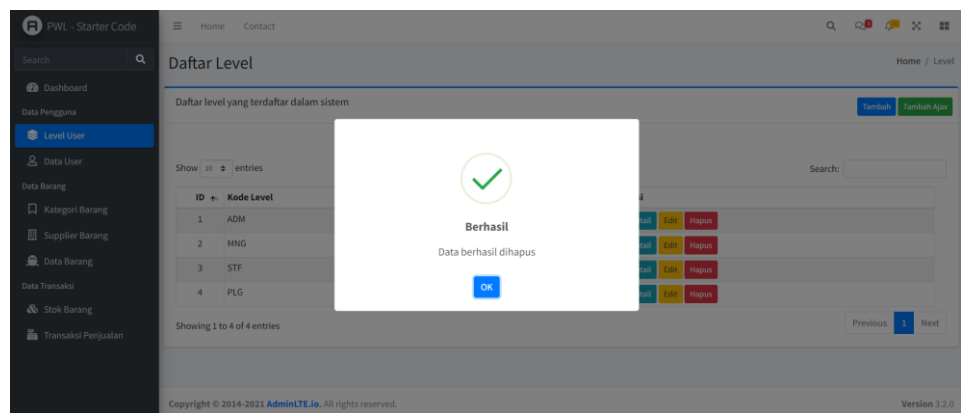 PWL - Starter Code
Home Contact
Search
Daftar Level
Home / Level
Dashboard
Data Pengguna
Daftar level yang terdaftar dalam sistem
Tambah Tambah Ajax
Level User
Data User
Show 10 entries
Search:
Data Barang
ID Kode Level
Kategori Barang
1 ADM
Edit Hapus
Supplier Barang
2 MNG
Edit Hapus
Data Barang
3 STF
Edit Hapus
Data Transaksi
4 PLG
Edit Hapus
Stok Barang
Transaksi Penjualan
Berhasil
Data berhasil dihapus
OK
Showing 1 to 4 of 4 entries
Previous 1 Next
Copyright © 2014-2021 AdminLTE.io. All rights reserved.
Version 3.2.0